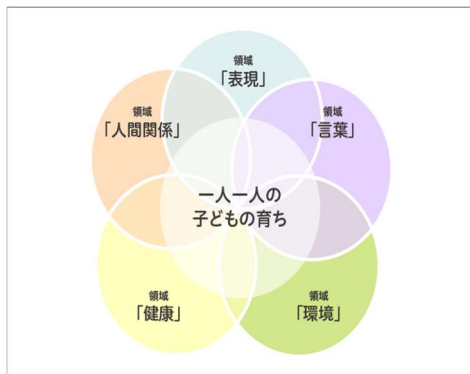 領域
「表現」
領域
「人間関係」
領域
「言葉」
一人一人の
子どもの育ち
領域
「健康」
領域
「環境」